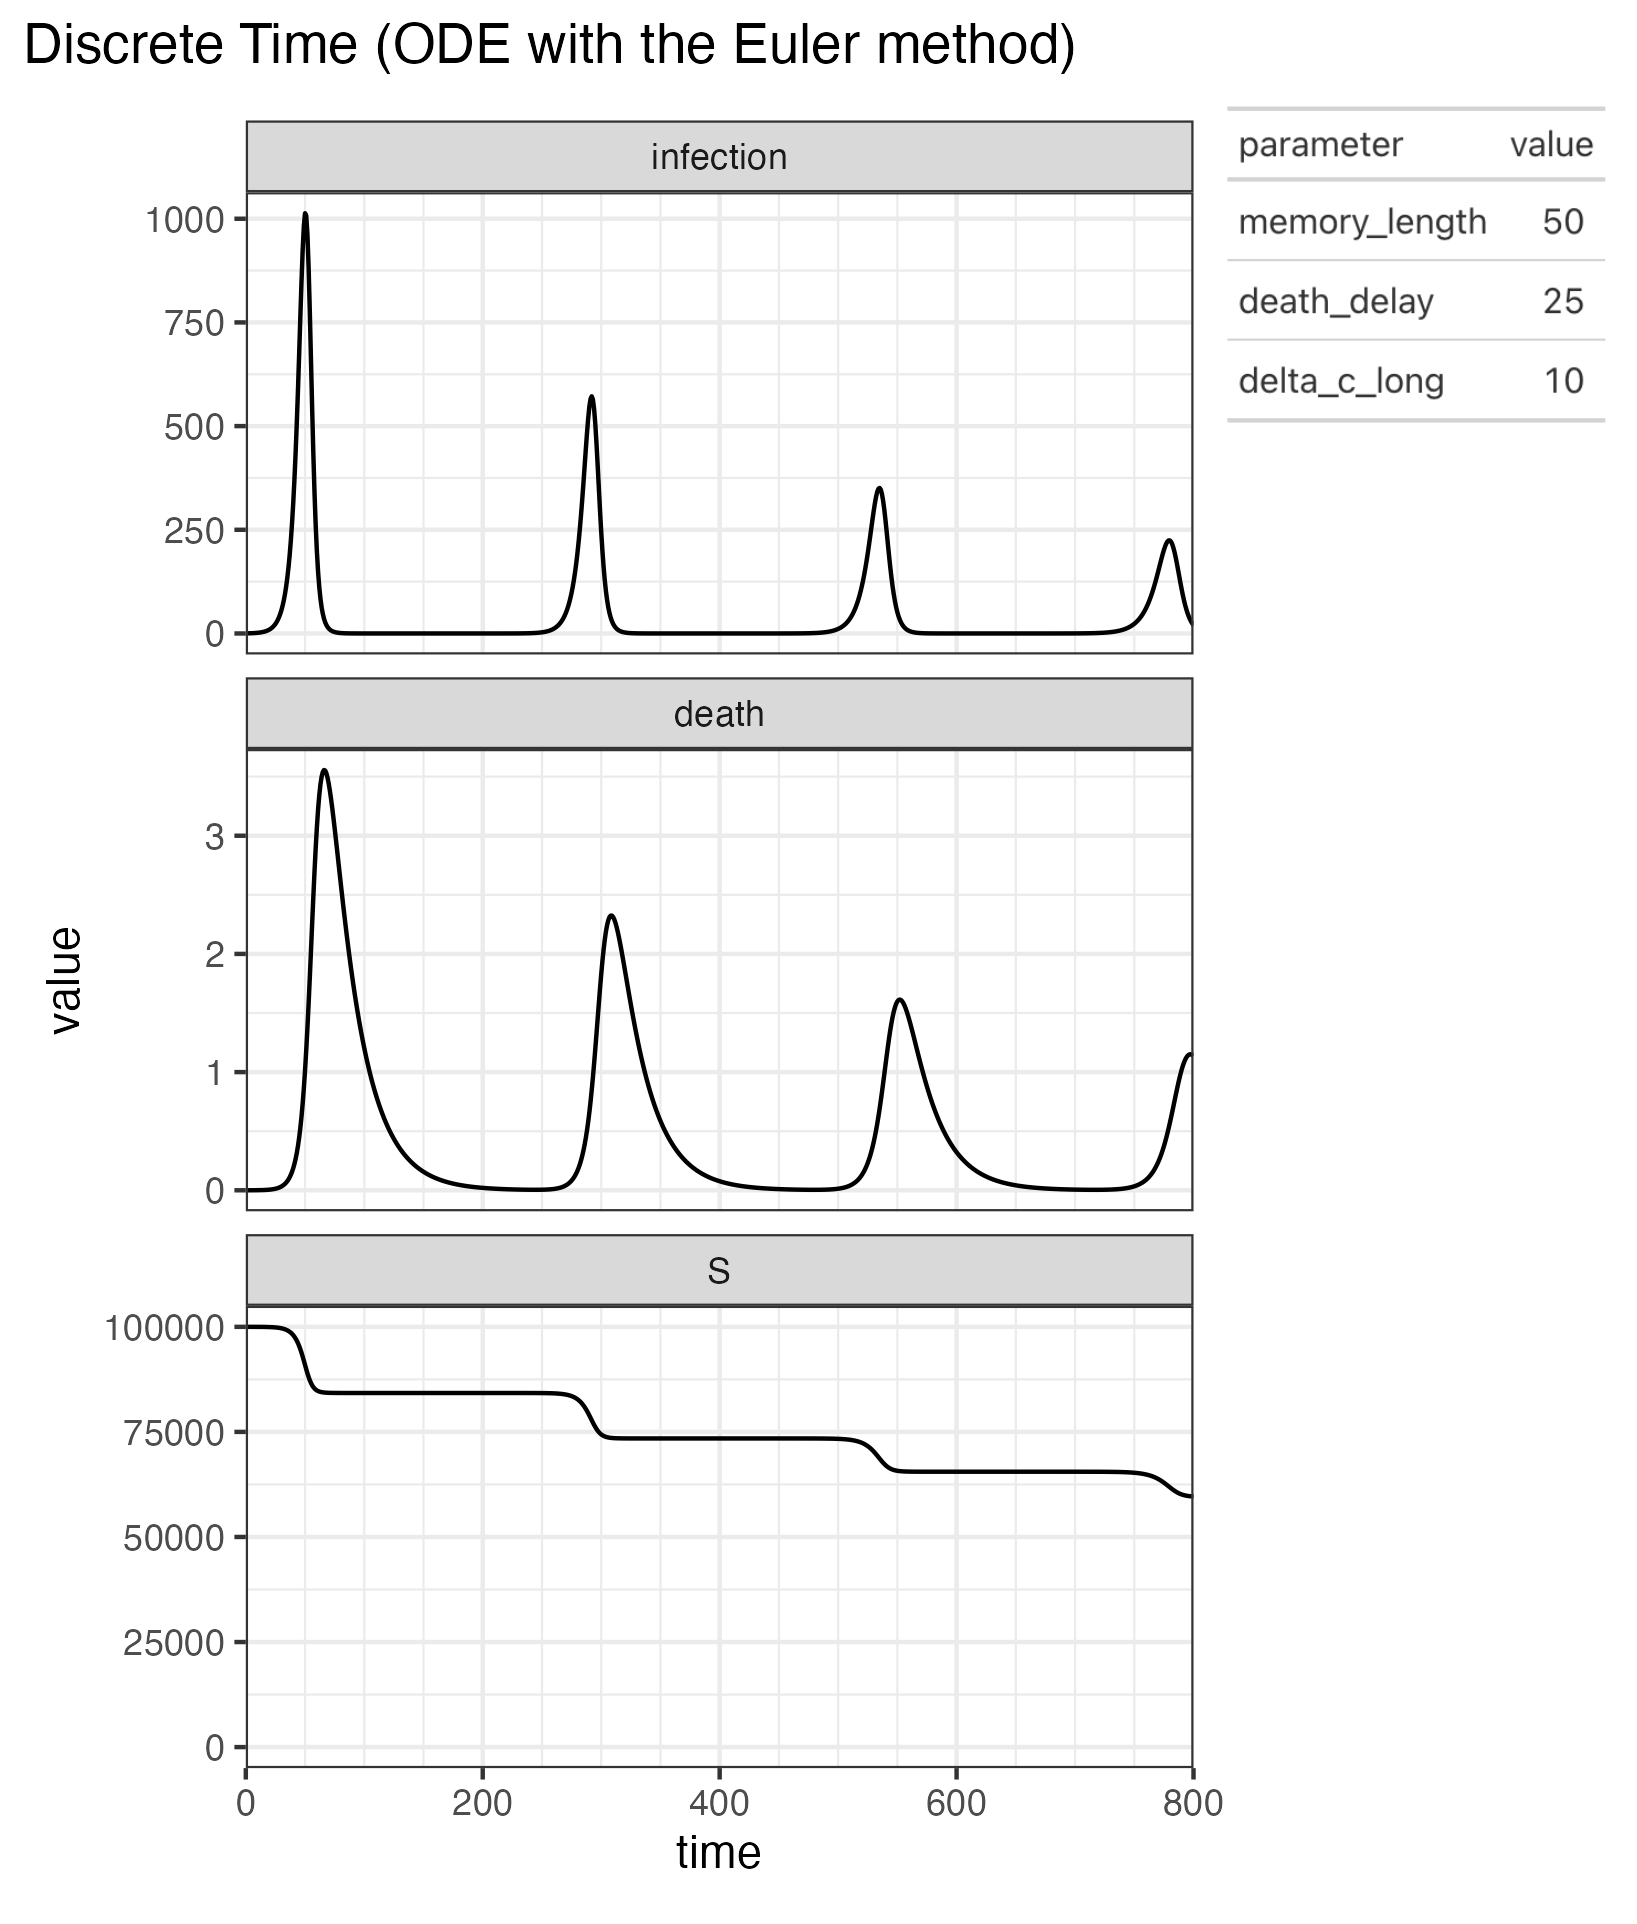 Discrete Time (ODE with the Euler method)
infection
1000
750
500
250
0
death
3
2
1
0
S
100000
75000
50000
25000
0
0 200 400 600 800
time
value
parameter value
memory_length 50
death_delay 25
delta_c_long 10